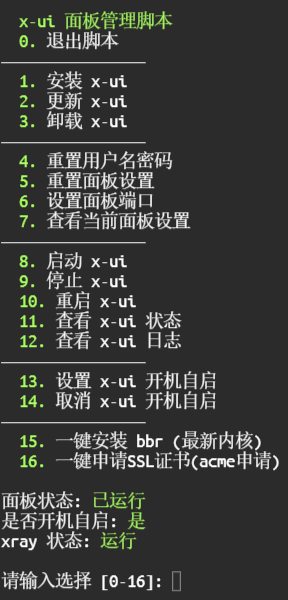 x-ui 面板管理脚本
0. 退出脚本
1. 安装 x-ui
2. 更新 x-ui
3. 卸载 x-ui
4. 重置用户名密码
5. 重置面板设置
6. 设置面板端口
7. 查看当前面板设置
8. 启动 x-ui
9. 停止 x-ui
10. 重启 x-ui
11. 查看 x-ui 状态
12. 查看 x-ui 日志
13. 设置 x-ui 开机自启
14. 取消 x-ui 开机自启
15. 一键安装 bbr (最新内核)
16. 一键申请SSL证书(acme申请)
面板状态: 已运行
是否开机自启: 是
xray 状态: 运行
请输入选择 [0-16]: